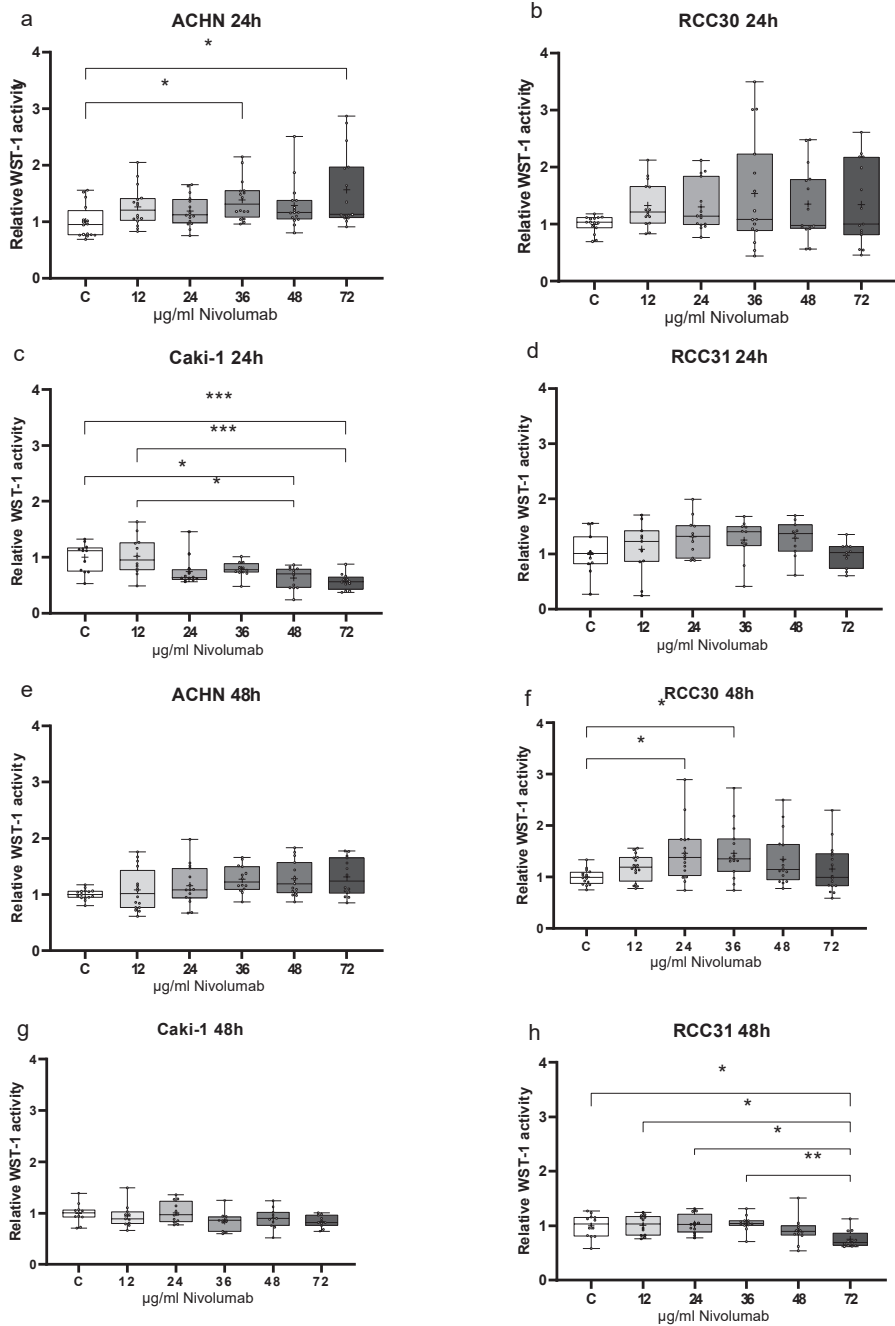 a
ACHN 24h
*
*
Relative WST-1 activity
4
3
2
1
0
C 12 24 36 48 72
µg/ml Nivolumab
b
RCC30 24h
Relative WST-1 activity
4
3
2
1
0
C 12 24 36 48 72
µg/ml Nivolumab
c
Caki-1 24h
***
***
*
*
Relative WST-1 activity
4
3
2
1
0
C 12 24 36 48 72
µg/ml Nivolumab
d
RCC31 24h
Relative WST-1 activity
4
3
2
1
0
C 12 24 36 48 72
µg/ml Nivolumab
e
ACHN 48h
Relative WST-1 activity
4
3
2
1
0
C 12 24 36 48 72
µg/ml Nivolumab
f
RCC30 48h
*
*
Relative WST-1 activity
4
3
2
1
0
C 12 24 36 48 72
µg/ml Nivolumab
g
Caki-1 48h
Relative WST-1 activity
4
3
2
1
0
C 12 24 36 48 72
µg/ml Nivolumab
h
RCC31 48h
*
*
*
**
Relative WST-1 activity
4
3
2
1
0
C 12 24 36 48 72
µg/ml Nivolumab